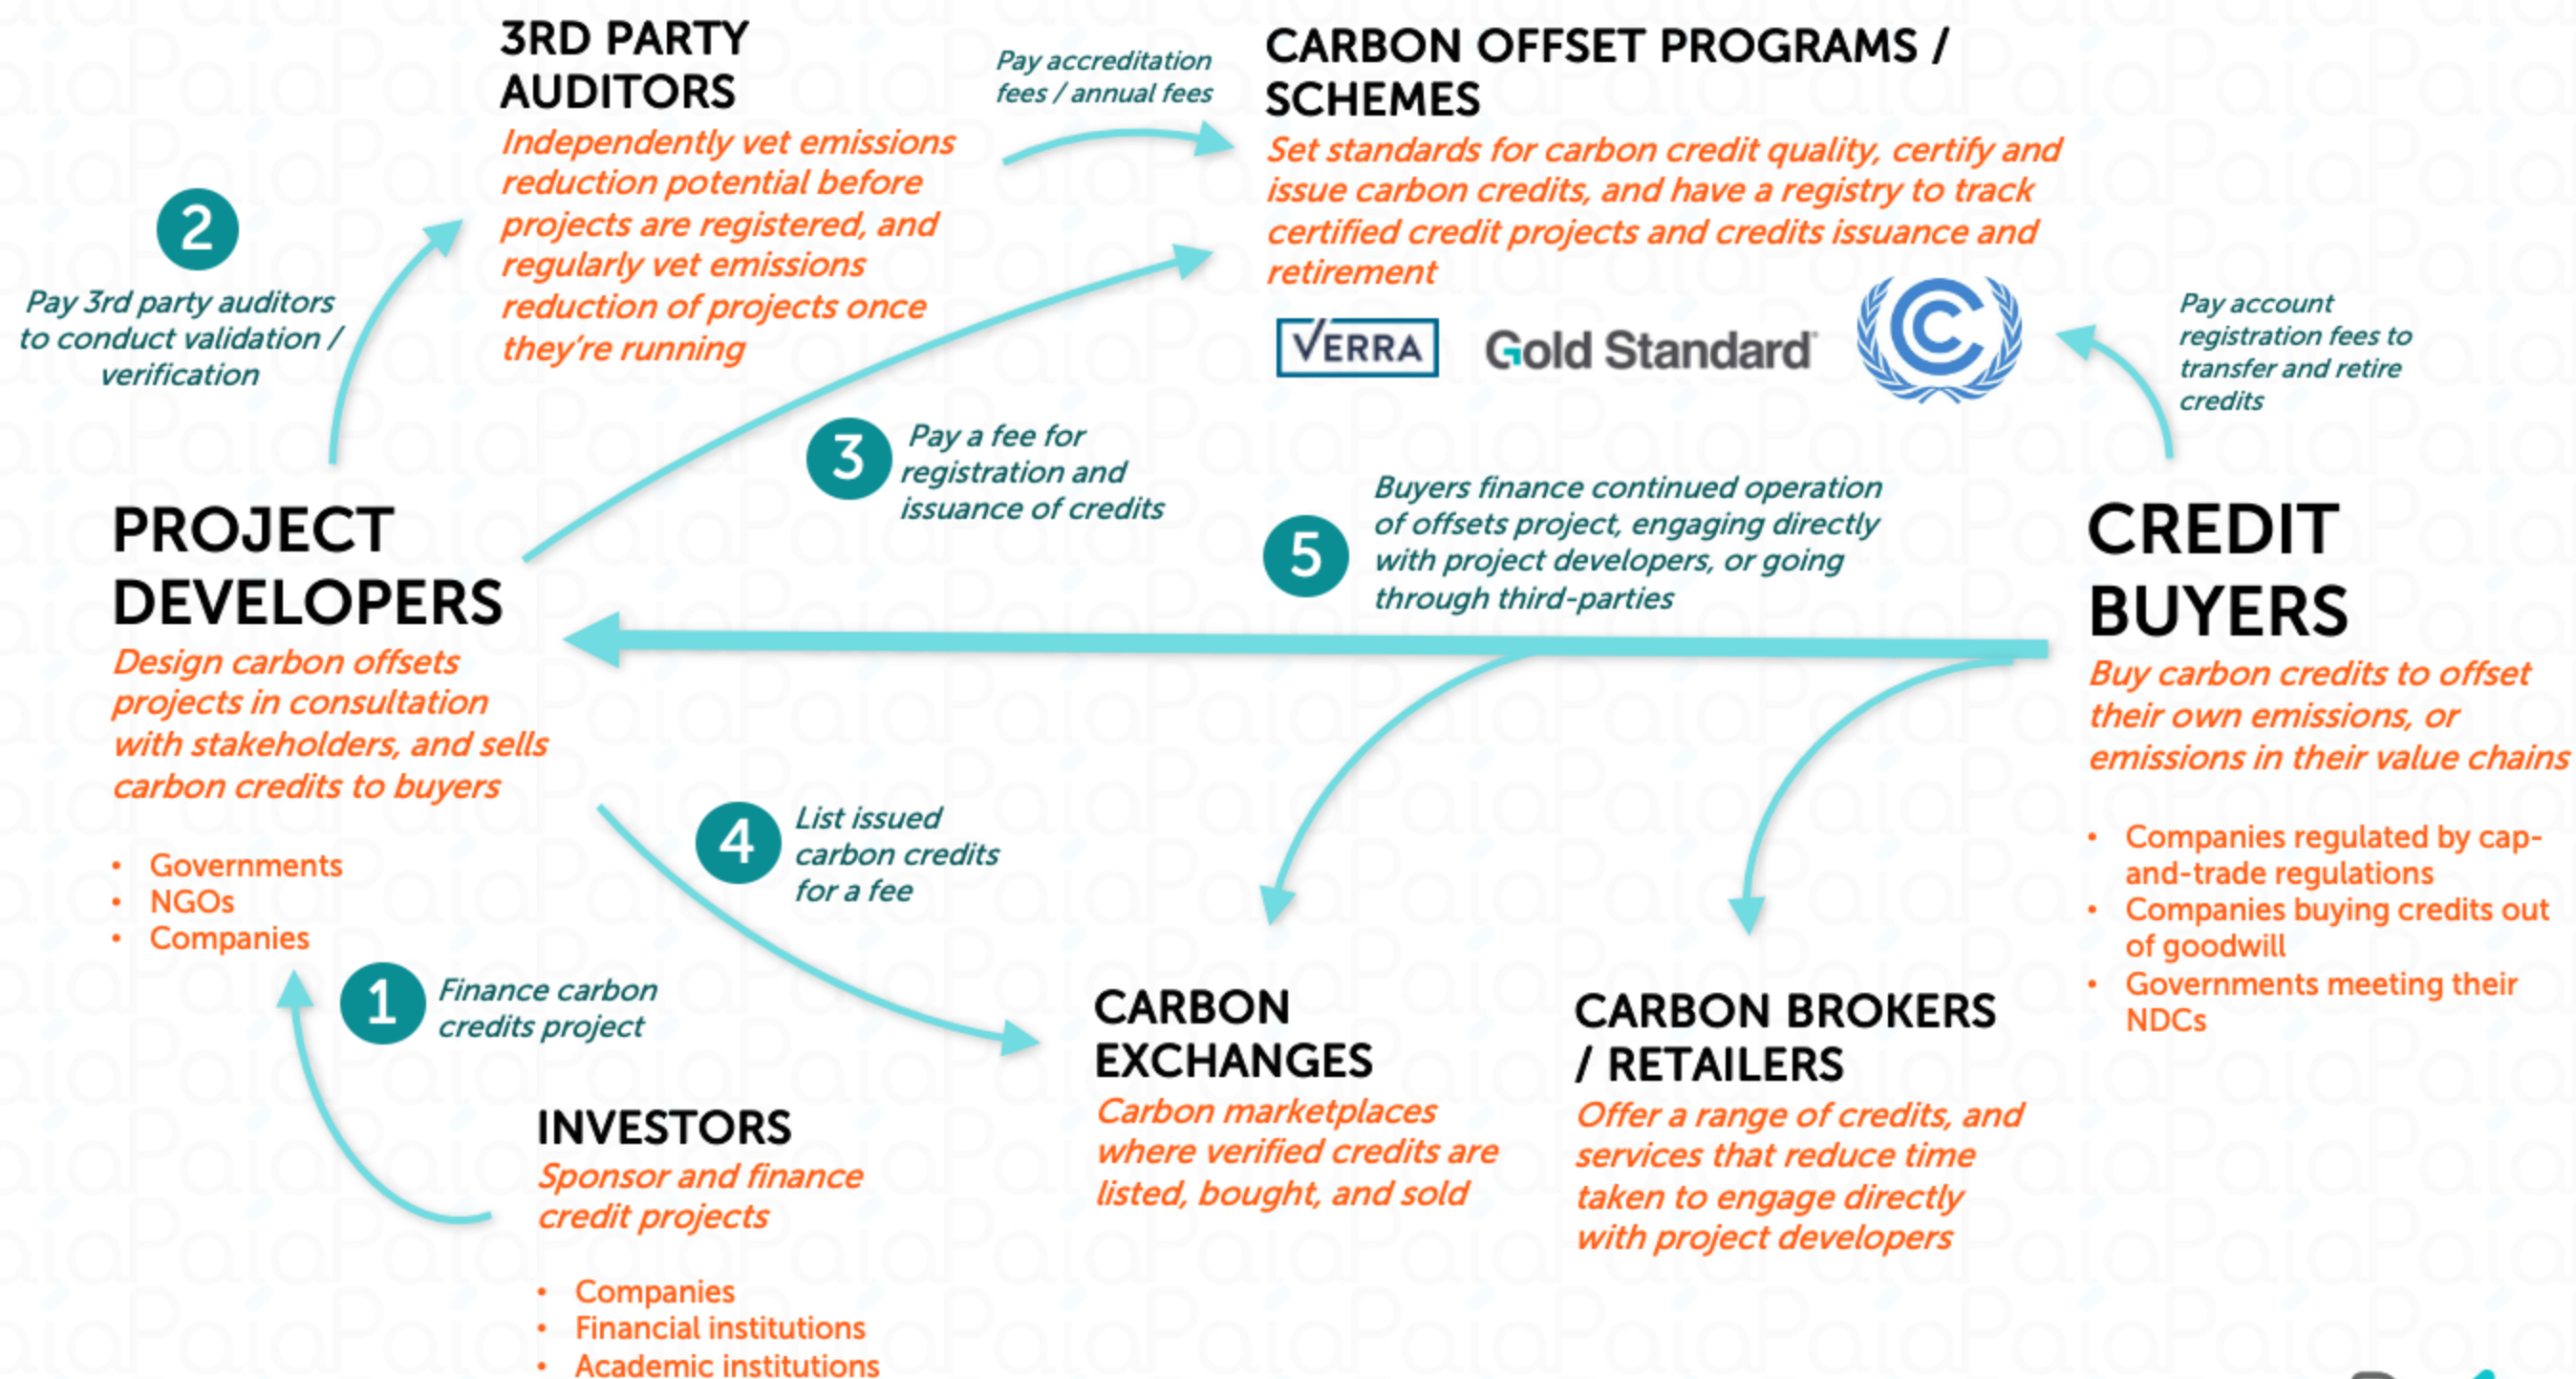 3RD PARTY
AUDITORS
Independently vet emissions
reduction potential before
projects are registered, and
regularly vet emissions
reduction of projects once
they're running
Pay accreditation
fees / annual fees
CARBON OFFSET PROGRAMS /
SCHEMES
Set standards for carbon credit quality, certify and
issue carbon credits, and have a registry to track
certified credit projects and credits issuance and
retirement
VERRA
Gold Standard
2
Pay 3rd party auditors
to conduct validation /
verification
Pay account
registration fees to
transfer and retire
credits
3
Pay a fee for
registration and
issuance of credits
5
Buyers finance continued operation
of offsets project, engaging directly
with project developers, or going
through third-parties
PROJECT
DEVELOPERS
Design carbon offsets
projects in consultation
with stakeholders, and sells
carbon credits to buyers
• Governments
• NGOs
• Companies
CREDIT
BUYERS
Buy carbon credits to offset
their own emissions, or
emissions in their value chains
• Companies regulated by cap-
and-trade regulations
• Companies buying credits out
of goodwill
• Governments meeting their
NDCs
4
List issued
carbon credits
for a fee
1
Finance carbon
credits project
INVESTORS
Sponsor and finance
credit projects
• Companies
• Financial institutions
• Academic institutions
CARBON
EXCHANGES
Carbon marketplaces
where verified credits are
listed, bought, and sold
CARBON BROKERS
/ RETAILERS
Offer a range of credits, and
services that reduce time
taken to engage directly
with project developers